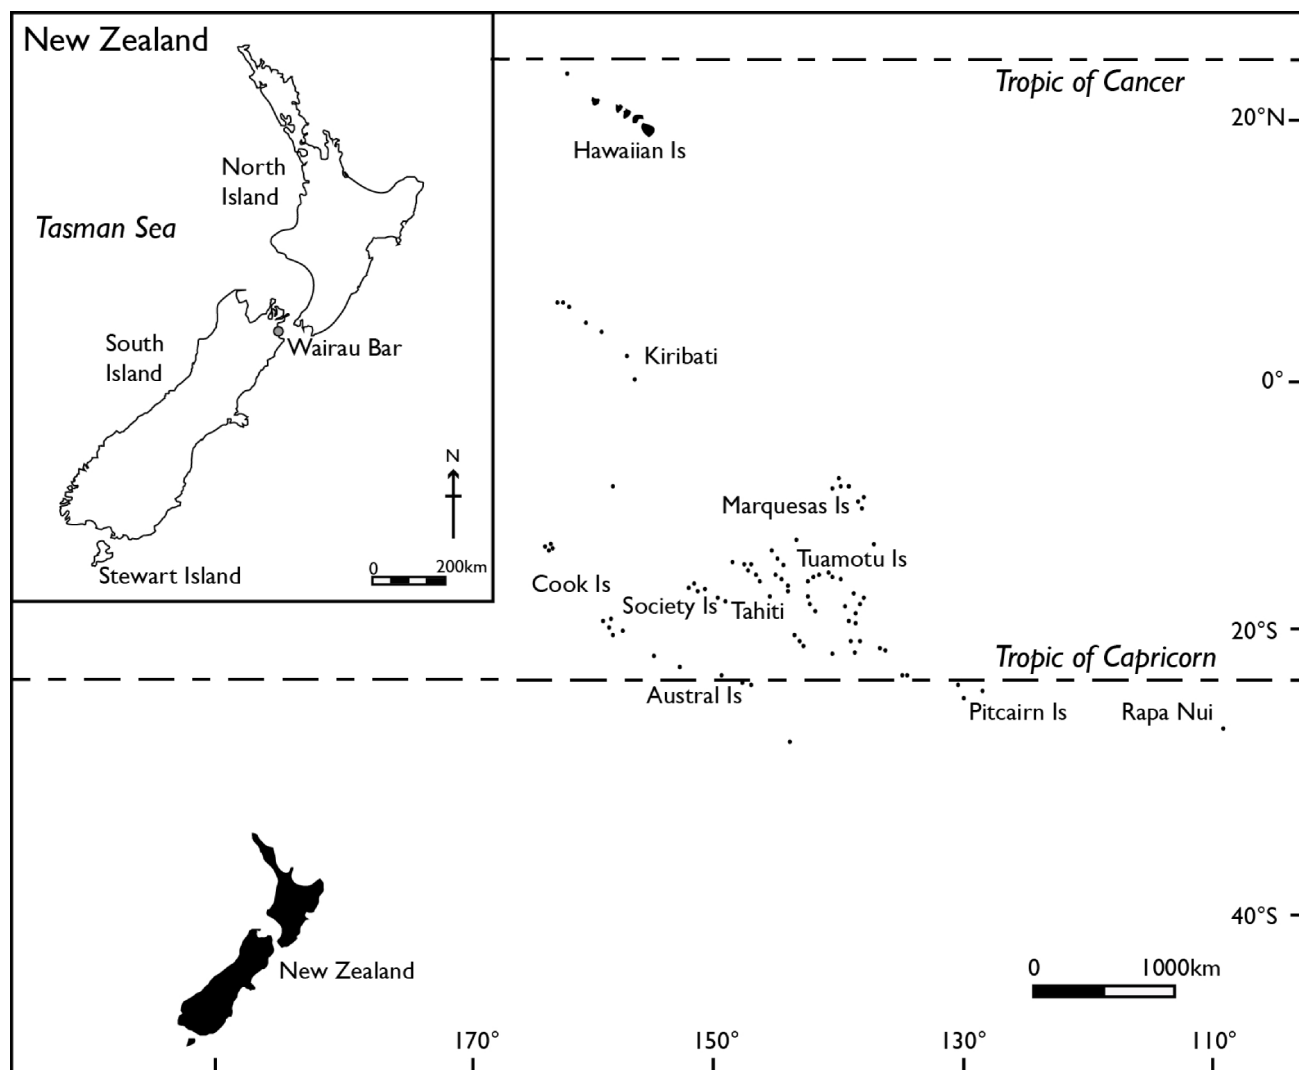 New Zealand
North
Island
Tasman Sea
South
Island
Wairau Bar
N
0 200km
Stewart Island
Tropic of Cancer
20°N
Hawaiian Is
Kiribati
0°
Marquesas Is
Tuamotu Is
Cook Is
Society Is
Tahiti
20°S
Tropic of Capricorn
Austral Is
Pitcairn Is
Rapa Nui
40°S
New Zealand
0 1000km
170° 150° 130° 110°